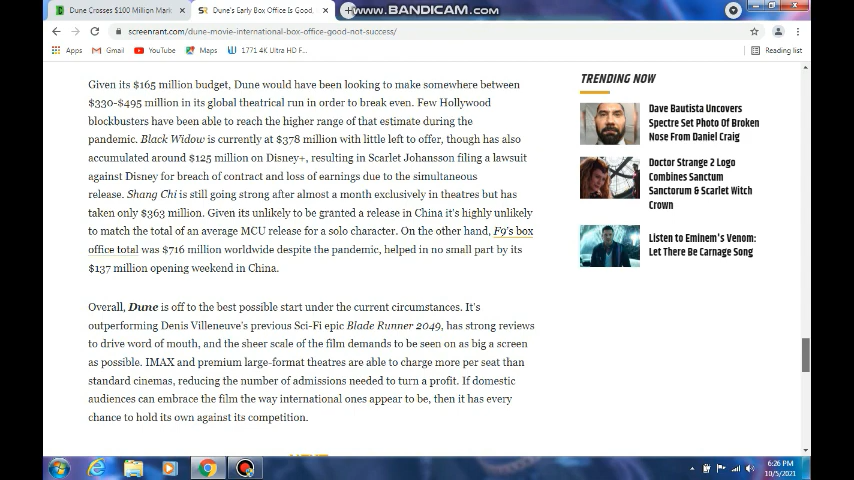 Dune Crosses $100 Million Mark
Dune's Early Box Office Is Good,
www.BANDICAM.com
screenrant.com/dune-movie-international-box-office-good-not-success/
Apps
Gmail
YouTube
Maps
1771 4K Ultra HD F...
Reading list
Given its $165 million budget, Dune would have been looking to make somewhere between
$330-$495 million in its global theatrical run in order to break even. Few Hollywood
blockbusters have been able to reach the higher range of that estimate during the
pandemic. Black Widow is currently at $378 million with little left to offer, though has also
accumulated around $125 million on Disney+, resulting in Scarlet Johansson filing a lawsuit
against Disney for breach of contract and loss of earnings due to the simultaneous
release. Shang Chi is still going strong after almost a month exclusively in theatres but has
taken only $363 million. Given its unlikely to be granted a release in China it's highly unlikely
to match the total of an average MCU release for a solo character. On the other hand, F9's box
office total was $716 million worldwide despite the pandemic, helped in no small part by its
$137 million opening weekend in China.
Overall, Dune is off to the best possible start under the current circumstances. It's
outperforming Denis Villeneuve's previous Sci-Fi epic Blade Runner 2049, has strong reviews
to drive word of mouth, and the sheer scale of the film demands to be seen on as big a screen
as possible. IMAX and premium large-format theatres are able to charge more per seat than
standard cinemas, reducing the number of admissions needed to turn a profit. If domestic
audiences can embrace the film the way international ones appear to be, then it has every
chance to hold its own against its competition.
TRENDING NOW
Dave Bautista Uncovers
Spectre Set Photo Of Broken
Nose From Daniel Craig
Doctor Strange 2 Logo
Combines Sanctum
Sanctorum & Scarlet Witch
Crown
Listen to Eminem's Venom:
Let There Be Carnage Song
6:26 PM
10/5/2021